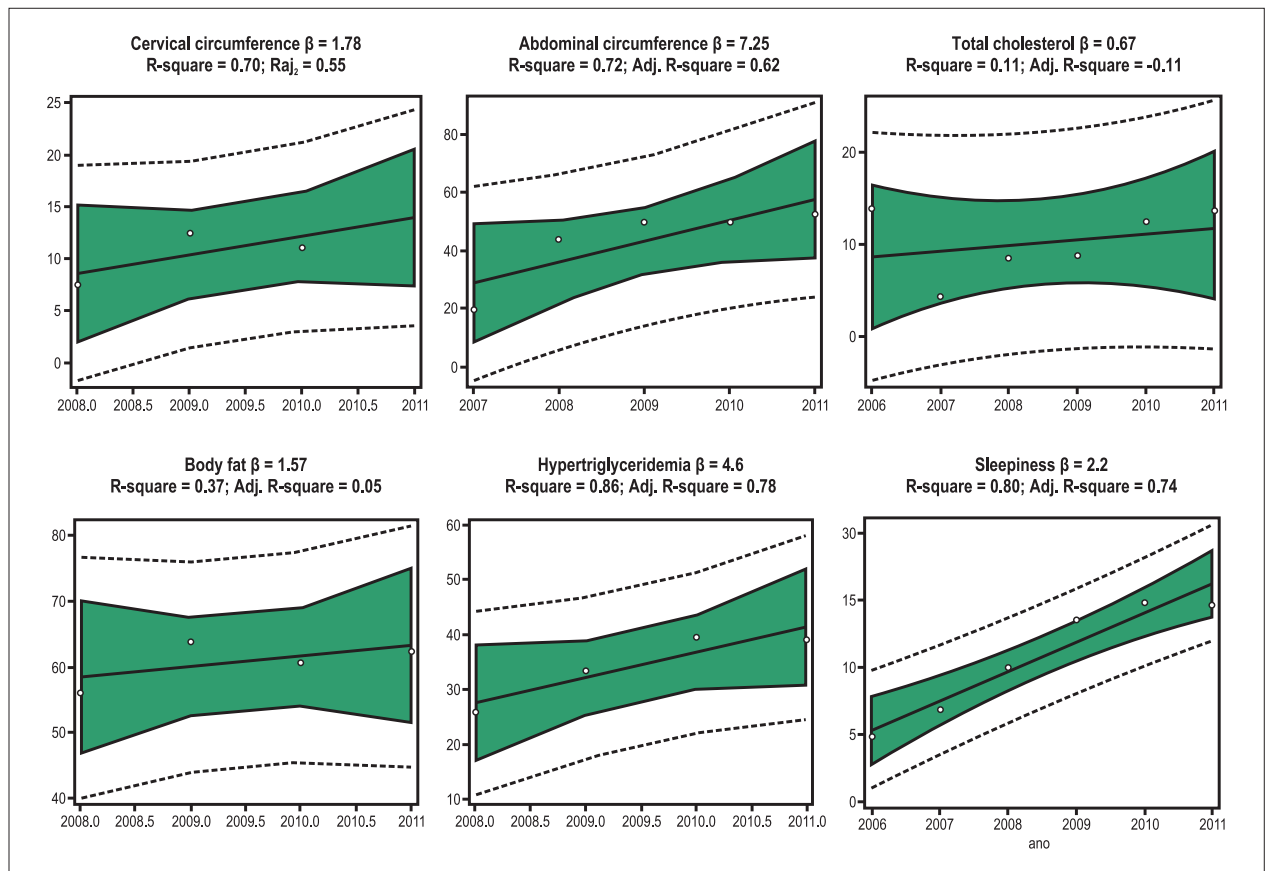 Cervical circumference β = 1.78
R-square = 0.70; Raj₂ = 0.55
25
20
15
10
5
0
2008.0 2008.5 2009.0 2009.5 2010.0 2010.5 2011
Abdominal circumference β = 7.25
R-square = 0.72; Adj. R-square = 0.62
80
60
40
20
0
2007 2008 2009 2010 2011
Total cholesterol β = 0.67
R-square = 0.11; Adj. R-square = -0.11
20
10
0
2006 2007 2008 2009 2010 2011
Body fat β = 1.57
R-square = 0.37; Adj. R-square = 0.05
80
70
60
50
40
2008.0 2008.5 2009.0 2009.5 2010.0 2010.5 2011
Hypertriglyceridemia β = 4.6
R-square = 0.86; Adj. R-square = 0.78
60
50
40
30
20
10
2008.0 2008.5 2009.0 2009.5 2010.0 2010.5 2011.0
Sleepiness β = 2.2
R-square = 0.80; Adj. R-square = 0.74
30
15
10
5
0
2006 2007 2008 2009 2010 2011
ano